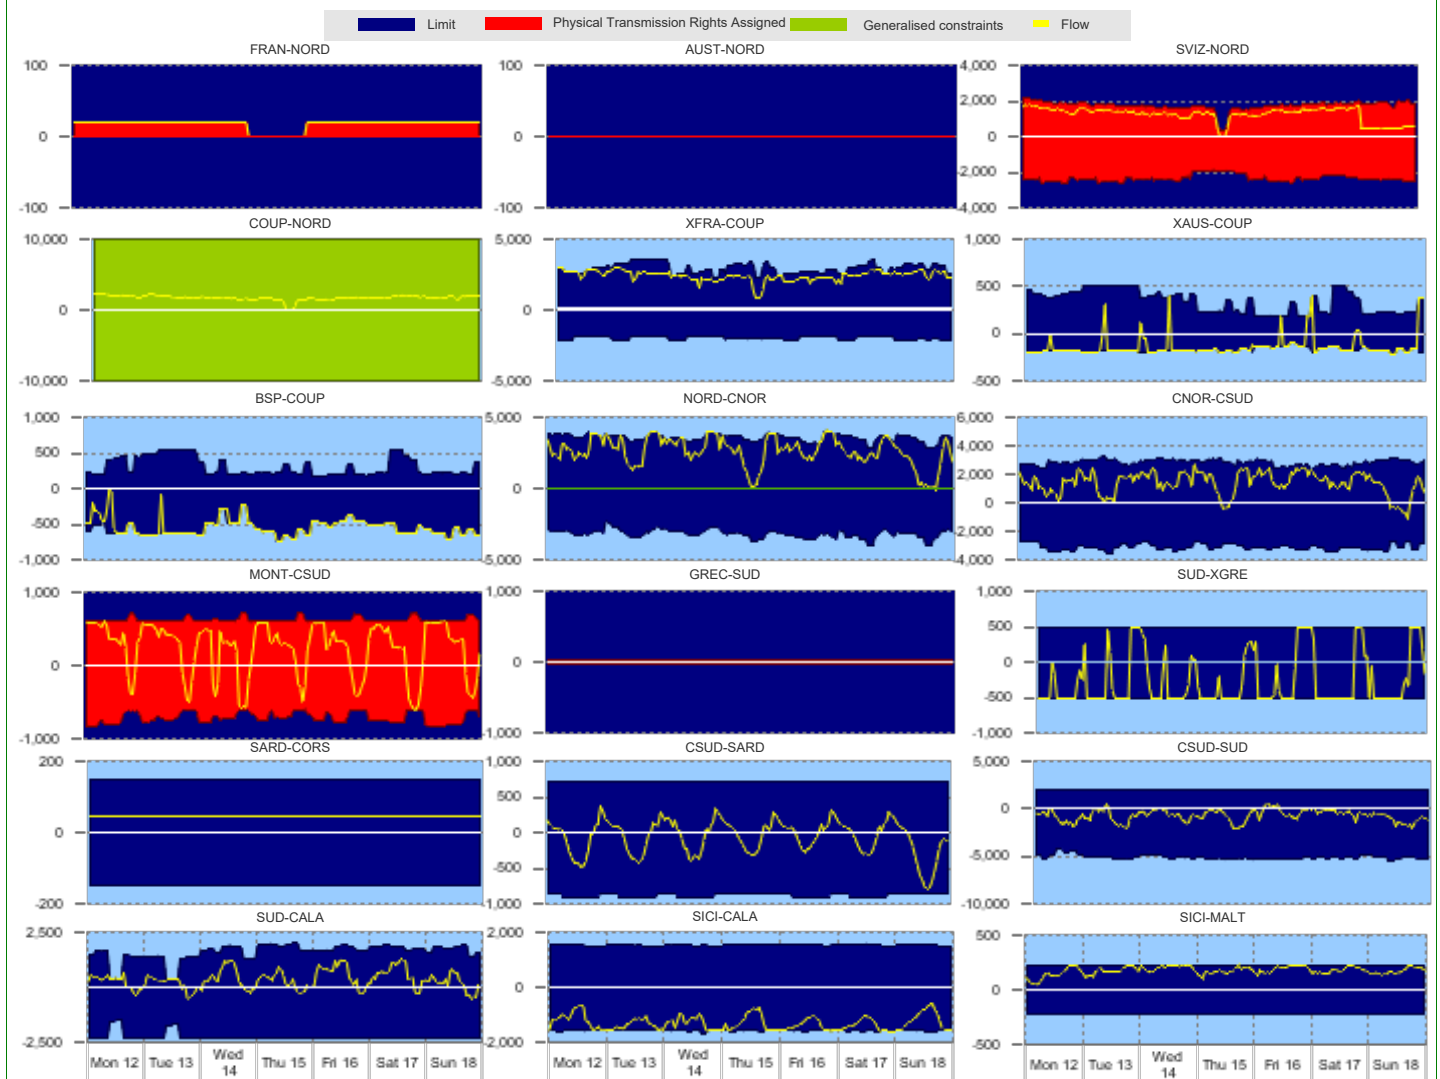 Limit Physical Transmission Rights Assigned Generalised constraints Flow
FRAN-NORD AUST-NORD SVIZ-NORD
100 100 4,000
2,000
0 0 0
-2,000
-100 -100 -4,000
COUP-NORD XFRA-COUP XAUS-COUP
10,000 5,000 1,000
500
0 0 0
-10,000 -5,000 -500
BSP-COUP NORD-CNOR CNOR-CSUD
1,000 5,000 6,000
500 4,000
0 0 2,000
0
-500 -2,000
-1,000 -5,000 -4,000
MONT-CSUD GREC-SUD SUD-XGRE
1,000 1,000 1,000
500
0 0 0
-500
-1,000 -1,000 -1,000
SARD-CORS CSUD-SARD CSUD-SUD
200 1,000 5,000
500
0 0 0
-500 -5,000
-200 -1,000 -10,000
SUD-CALA SICI-CALA SICI-MALT
2,500 2,000 500
0 0 0
-2,500 -2,000 -500
Mon 12 Tue 13 Wed 14 Thu 15 Fri 16 Sat 17 Sun 18
Mon 12 Tue 13 Wed 14 Thu 15 Fri 16 Sat 17 Sun 18
Mon 12 Tue 13 Wed 14 Thu 15 Fri 16 Sat 17 Sun 18